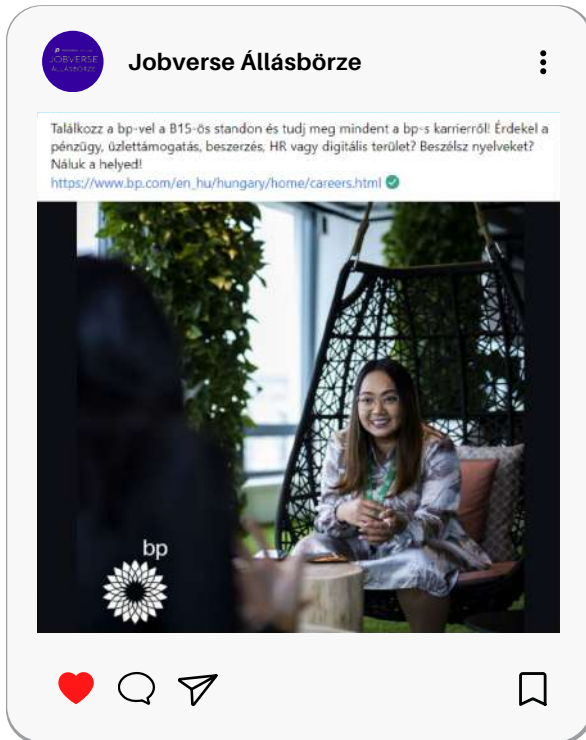 JOBVERSE
ÁLLÁSBÖRZE
Jobverse Állásbörze
Találkozz a bp-vel a B15-ös standon és tudj meg mindent a bp-s karrierről! Érdekel a
pénzügy, üzlettámogatás, beszerzés, HR vagy digitális terület? Beszélsz nyelveket?
Náluk a helyed!
https://www.bp.com/en_hu/hungary/home/careers.html
bp